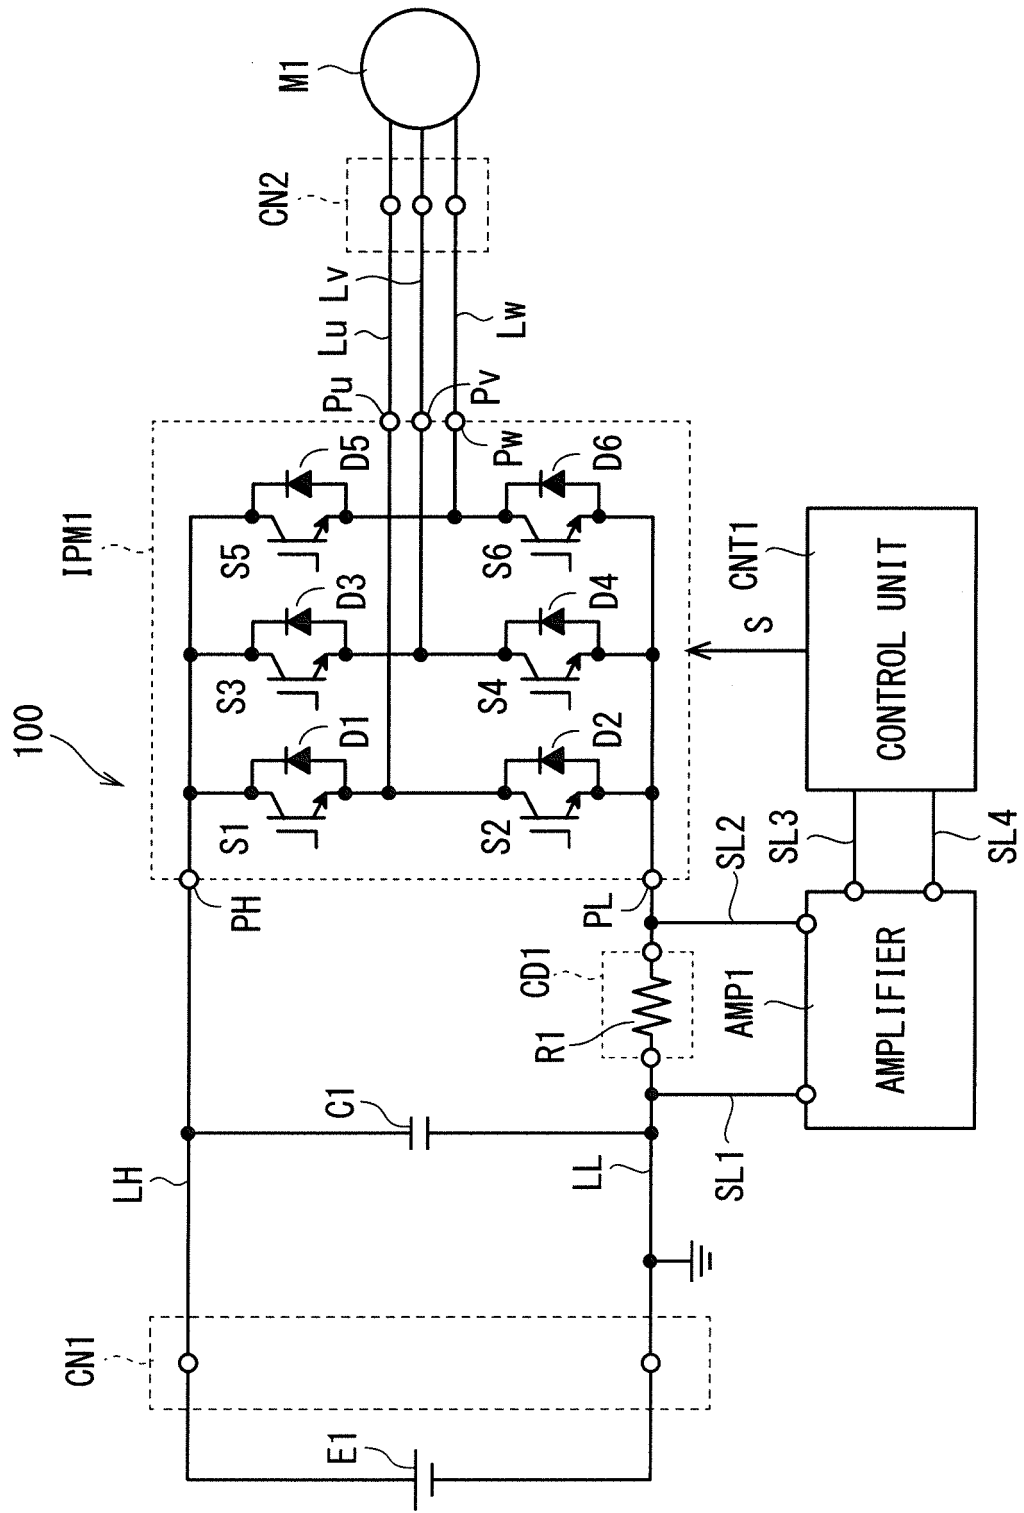 100
IPM1
M1
CN2
Lu
Lv
Lw
Pu
Pv
Pw
S1
D1
S3
D3
S5
D5
S2
D2
S4
D4
S6
D6
PH
PL
CN1
E1
LH
LL
C1
CD1
R1
SL1
SL2
AMP1
AMPLIFIER
SL3
SL4
S
CNT1
CONTROL UNIT